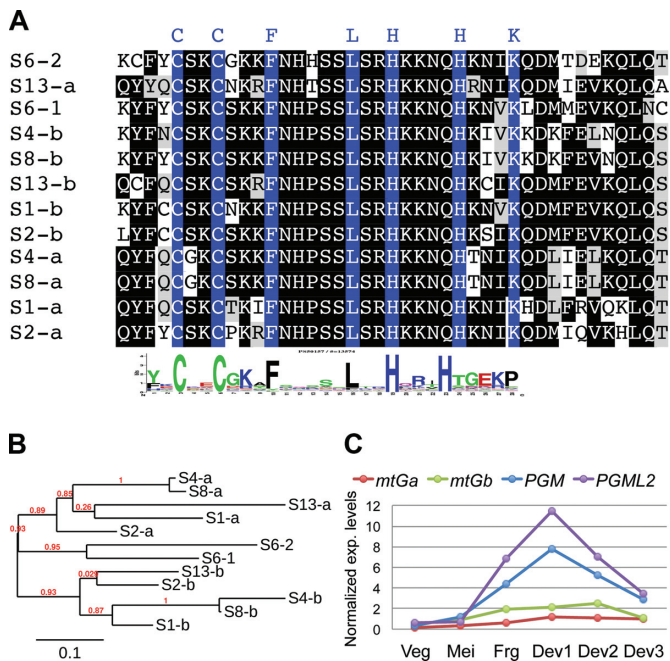 A
C C F L H H K
S6-2 KCFYCSKCGKKFNHHSSLSRHKKNQHKNIKQDMTDEKQLQT
S13-a QYYQCSKCNKRFNHTSSLSRHKKNQHRNIKQDMIEVKQLQA
S6-1 KYFYCSKCSKKFNHPSSLSRHKKNQHKNVKLDMMEVKQLNC
S4-b KYFNCSKCSKKFNHPSSLSRHKKNQHKIVKKDKFELNQLQS
S8-b KYFYCSKCSKKFNHPSSLSRHKKNQHKIVKKDKFEVNQLQS
S13-b QCFQCSKCSKRFNHPSSLSRHKKNQHKCIKQDMFEVKQLQS
S1-b KYFCCSKCNKKFNHPSSLSRHKKNQHKNVKQDMFEVKQLQS
S2-b LYFCCSKCSKKFNHPSSLSRHKKNQHKSIKQDMFEVKQLQS
S4-a QYFQCGKCSKKFNHPSSLSRHKKNQHTNIKQDLIELKQLQT
S8-a QYFQCGKCSKKFNHPSSLSRHKKNQHTNIKQDLIELKQLQT
S1-a QYFQCSKCTKIFNHPSSLSRHKKNQHKNIKHDLFRVQKLQT
S2-a QYFYCSKCPKRFNHPSSLSRHKKNQHKNIKQDMIQVKHLQT
B
1
S4-a
S8-a
0.85
0.89
0.26
S13-a
S1-a
S2-a
0.93
0.95
S6-2
S6-1
S13-b
S2-b
0.93
1
S4-b
S8-b
0.87
S1-b
0.1
C
mtGa mtGb PGM PGML2
Normalized exp. levels
12
10
8
6
4
2
0
Veg Mei Frg Dev1 Dev2 Dev3